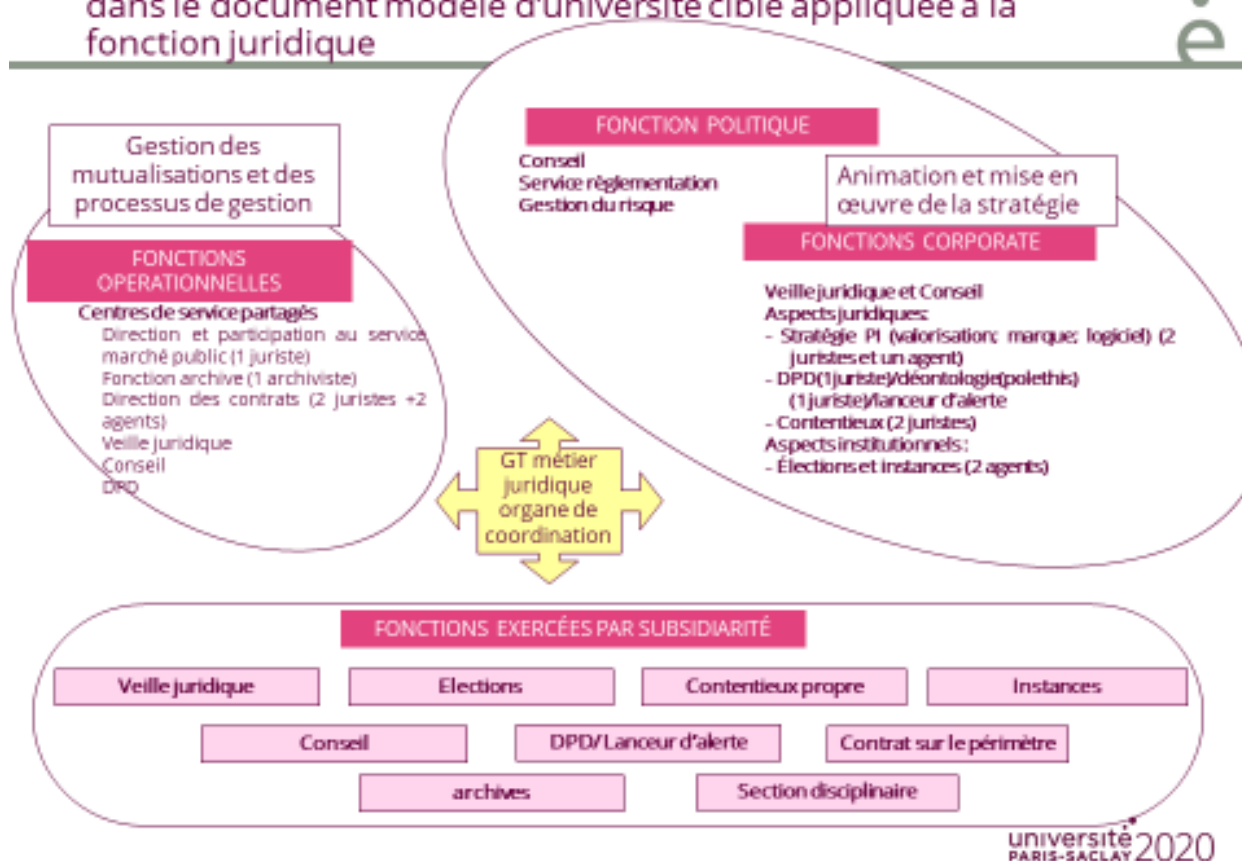 dans le document modèle d'université cible appliquée à la
fonction juridique
e
Gestion des
mutualisations et des
processus de gestion
FONCTIONS
OPERATIONNELLES
Centres de service partagés
Direction et participation au service
marché public (1 juriste)
Fonction archive (1 archiviste)
Direction des contrats (2 juristes +2
agents)
Veille juridique
Conseil
DPD
FONCTION POLITIQUE
Conseil
Service règlementation
Gestion du risque
Animation et mise en
œuvre de la stratégie
FONCTIONS CORPORATE
Veille juridique et Conseil
Aspects juridiques:
- Stratégie PI (valorisation; marque; logiciel) (2
juristes et un agent)
- DPD(1juriste)/déontologie(polethis)
(1juriste)/lanceur d'alerte
- Contentieux (2 juristes)
Aspects institutionnels :
- Élections et instances (2 agents)
GT métier
juridique
organe de
coordination
FONCTIONS EXERCÉES PAR SUBSIDIARITÉ
Veille juridique
Elections
Contentieux propre
Instances
Conseil
DPD/ Lanceur d'alerte
Contrat sur le périmètre
archives
Section disciplinaire
université
PARIS-SACLAY 2020